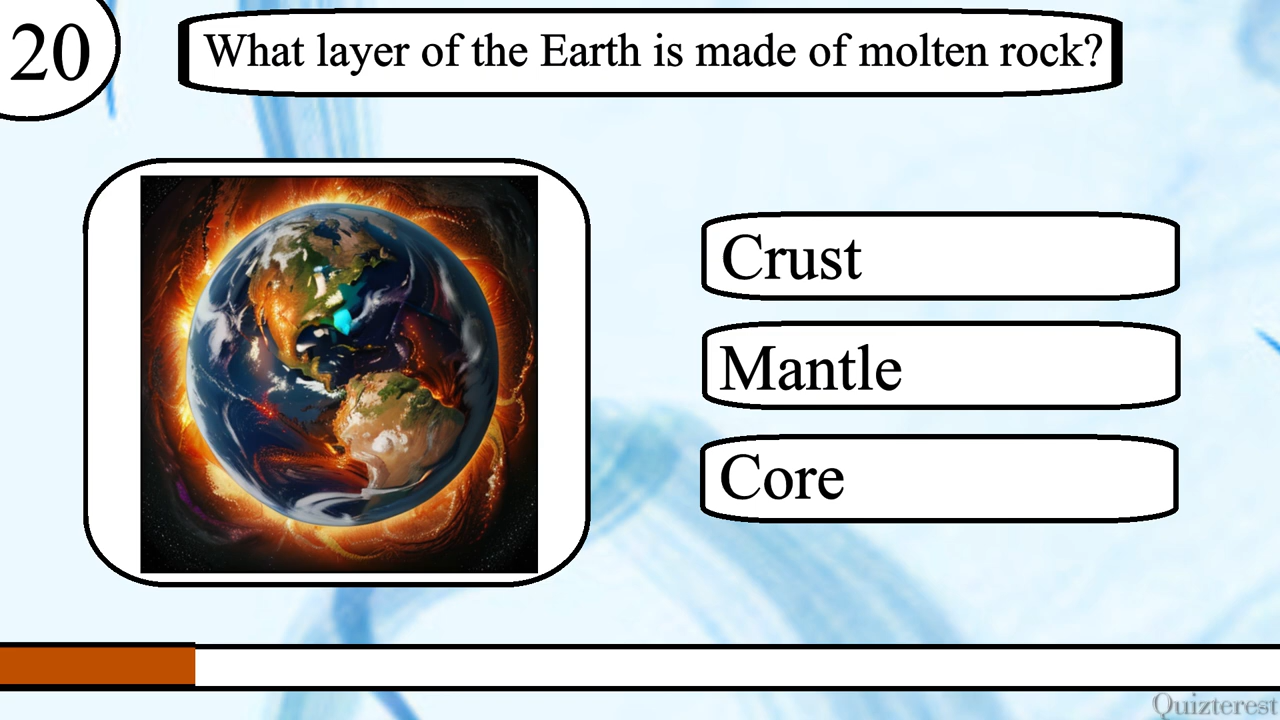 20
What layer of the Earth is made of molten rock?
Crust
Mantle
Core
Quizterest